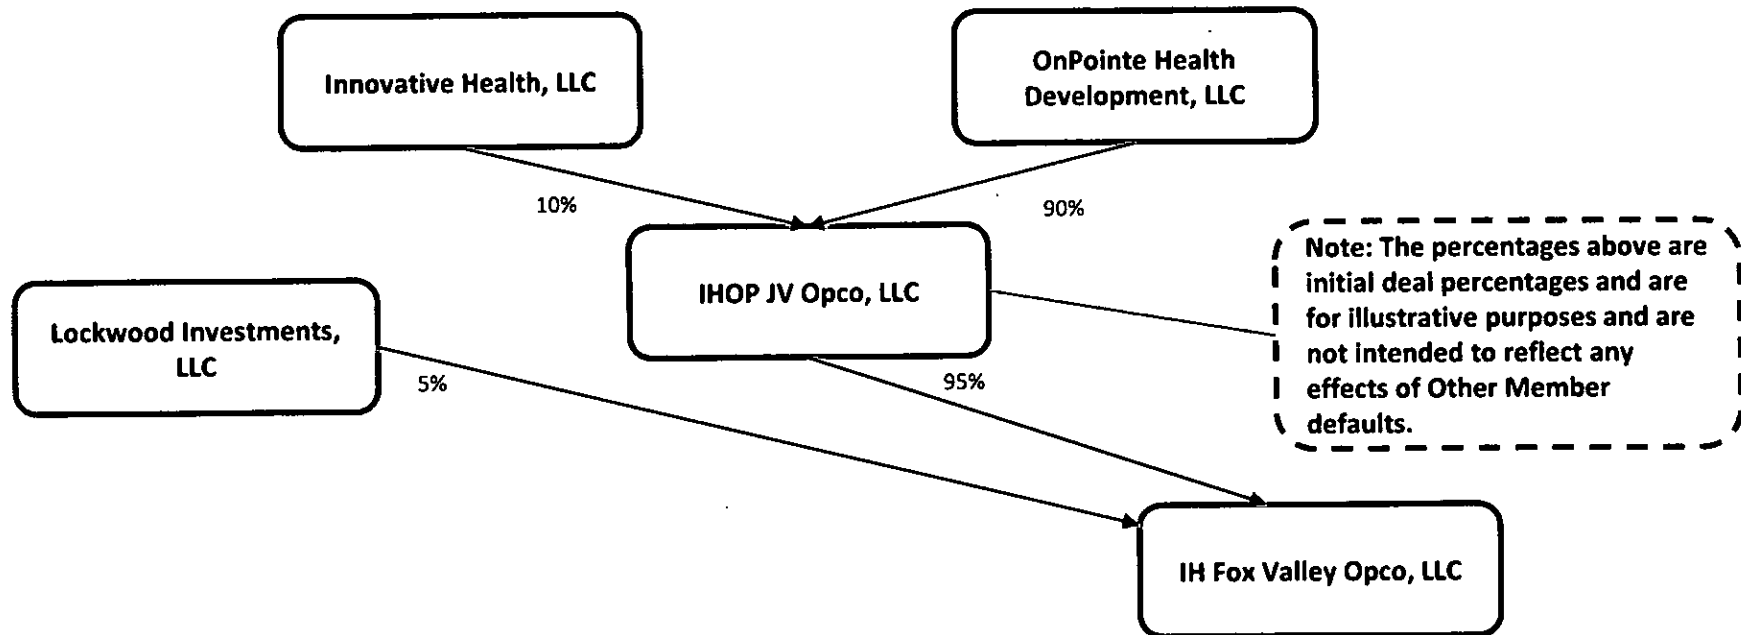 Innovative Health, LLC
OnPointe Health
Development, LLC
10%
90%
IHOP JV Opco, LLC
Note: The percentages above are
initial deal percentages and are
for illustrative purposes and are
not intended to reflect any
effects of Other Member
defaults.
Lockwood Investments,
LLC
5%
95%
IH Fox Valley Opco, LLC